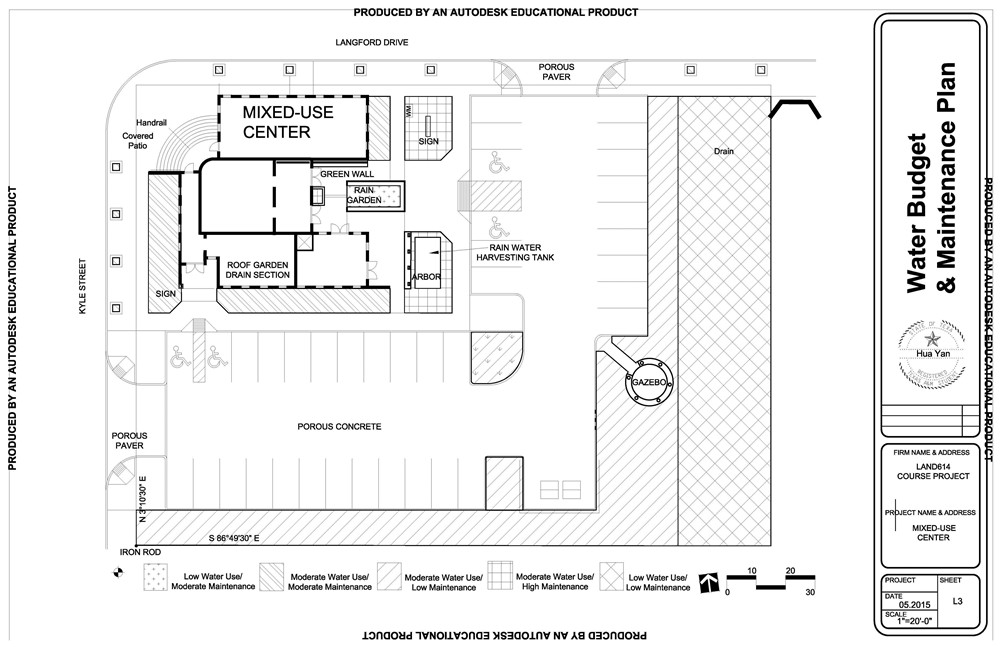 PRODUCED BY AN AUTODESK EDUCATIONAL PRODUCT
LANGFORD DRIVE
POROUS
PAVER
MIXED-USE
CENTER
Handrail
Covered
Patio
WM
SIGN
Drain
GREEN WALL
RAIN
GARDEN
RAIN WATER
HARVESTING TANK
ROOF GARDEN
DRAIN SECTION
ARBOR
SIGN
KYLE STREET
GAZEBO
POROUS CONCRETE
POROUS
PAVER
N 3°10'30" E
S 86°49'30" E
IRON ROD
Low Water Use/
Moderate Maintenance
Moderate Water Use/
Moderate Maintenance
Moderate Water Use/
Low Maintenance
Moderate Water Use/
High Maintenance
Low Water Use/
Low Maintenance
10 20
0 30
PRODUCED BY AN AUTODESK EDUCATIONAL PRODUCT
PRODUCED BY AN AUTODESK EDUCATIONAL PRODUCT
PRODUCED BY AN AUTODESK EDUCATIONAL PRODUCT
Water Budget
& Maintenance Plan
Hua Yan
REGISTERED
FIRM NAME & ADDRESS
LAND614
COURSE PROJECT
PROJECT NAME & ADDRESS
MIXED-USE
CENTER
PROJECT
SHEET
L3
DATE
05.2015
SCALE
1"=20'-0"